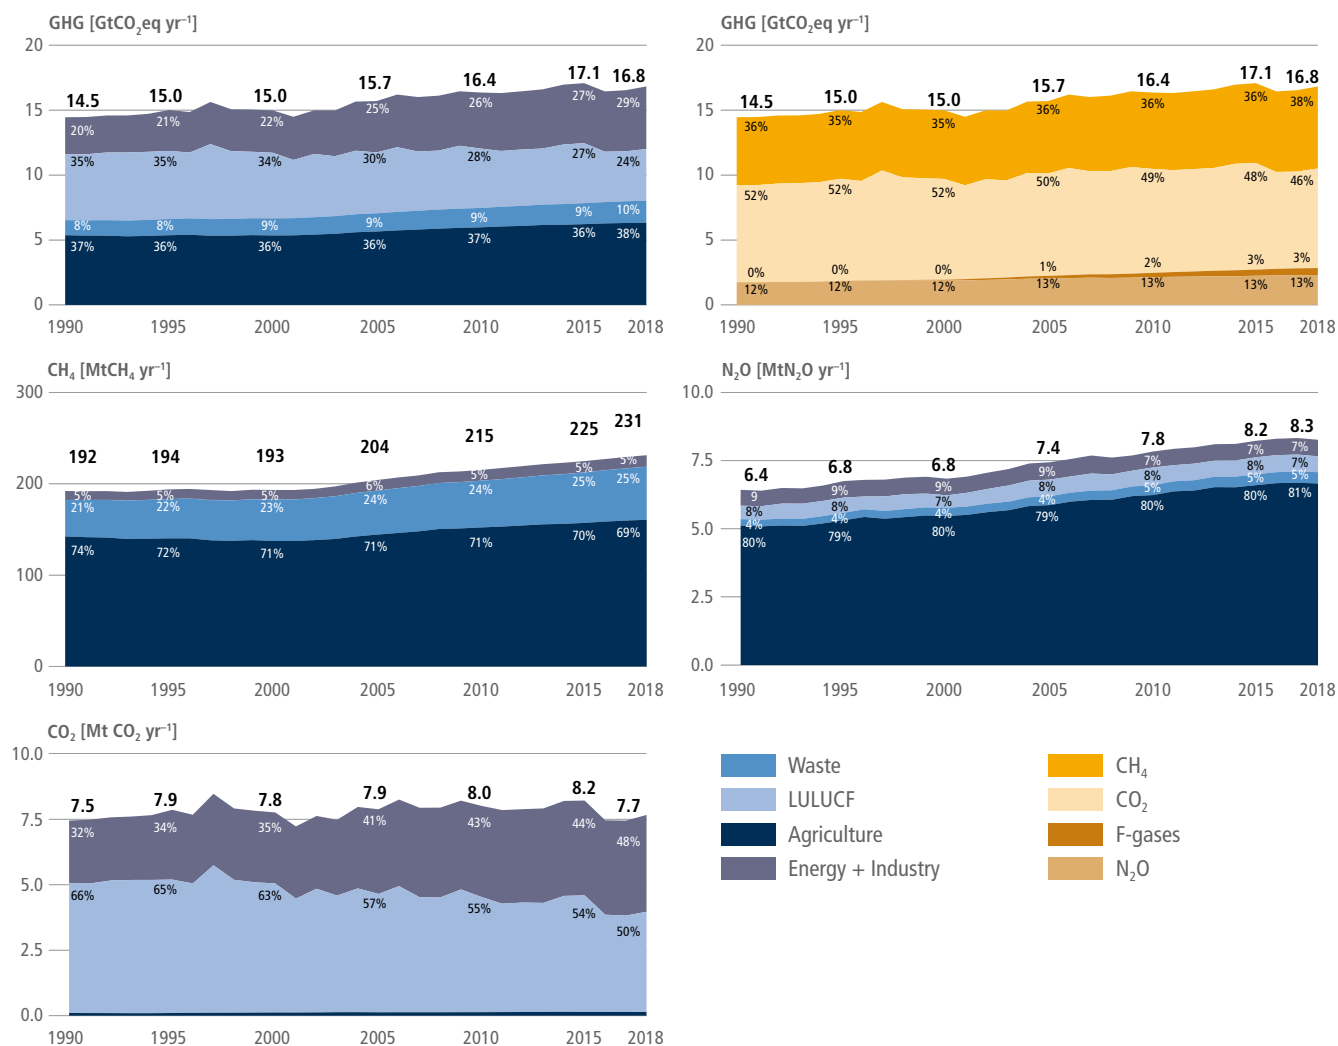 GHG [GtCO₂eq yr⁻¹]
20
15
10
5
0
14.5 15.0 15.0 15.7 16.4 17.1 16.8
20% 21% 22% 25% 26% 27% 29%
35% 35% 34% 30% 28% 27% 24%
8% 8% 9% 9% 9% 9% 10%
37% 36% 36% 36% 37% 36% 38%
1990 1995 2000 2005 2010 2015 2018
GHG [GtCO₂eq yr⁻¹]
20
15
10
5
0
14.5 15.0 15.0 15.7 16.4 17.1 16.8
36% 35% 35% 36% 36% 36% 38%
52% 52% 52% 50% 49% 48% 46%
0% 0% 0% 1% 2% 3% 3%
12% 12% 12% 13% 13% 13% 13%
1990 1995 2000 2005 2010 2015 2018
CH₄ [MtCH₄ yr⁻¹]
300
200
100
0
192 194 193 204 215 225 231
5% 5% 5% 6% 5% 5% 5%
21% 22% 23% 24% 24% 25% 25%
74% 72% 71% 71% 71% 70% 69%
1990 1995 2000 2005 2010 2015 2018
N₂O [MtN₂O yr⁻¹]
10.0
7.5
5.0
2.5
0.0
6.4 6.8 6.8 7.4 7.8 8.2 8.3
9 9% 9% 9% 7% 7% 7%
8% 8% 7% 8% 8% 8% 7%
4% 4% 4% 4% 5% 5% 5%
80% 79% 80% 79% 80% 80% 81%
1990 1995 2000 2005 2010 2015 2018
CO₂ [Mt CO₂ yr⁻¹]
10.0
7.5
5.0
2.5
0.0
7.5 7.9 7.8 7.9 8.0 8.2 7.7
32% 34% 35% 41% 43% 44% 48%
66% 65% 63% 57% 55% 54% 50%
1990 1995 2000 2005 2010 2015 2018
Waste
LULUCF
Agriculture
Energy + Industry
CH₄
CO₂
F-gases
N₂O